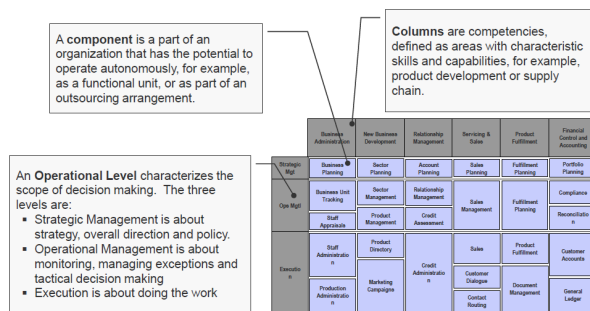 A component is a part of an
organization that has the potential to
operate autonomously, for example,
as a functional unit, or as part of an
outsourcing arrangement.
Columns are competencies,
defined as areas with characteristic
skills and capabilities, for example,
product development or supply
chain.
An Operational Level characterizes the
scope of decision making. The three
levels are:
▪ Strategic Management is about
strategy, overall direction and policy.
▪ Operational Management is about
monitoring, managing exceptions and
tactical decision making
▪ Execution is about doing the work
Business
Administration
New Business
Development
Relationship
Management
Servicing &
Sales
Product
Fulfillment
Financial
Control and
Accounting
Strategic
Mgt
Business
Planning
Sector
Planning
Account
Planning
Sales
Planning
Fulfillment
Planning
Portfolio
Planning
Ops Mgtl
Business Unit
Tracking
Staff
Appraisals
Sector
Management
Product
Management
Relationship
Management
Credit
Assessment
Sales
Management
Fulfillment
Planning
Compliance
Reconciliation
Executio
n
Staff
Administratio
n
Production
Administratio
n
Product
Directory
Marketing
Campaigns
Credit
Administratio
n
Sales
Customer
Dialogue
Contact
Routing
Product
Fulfillment
Document
Management
Customer
Accounts
General
Ledger